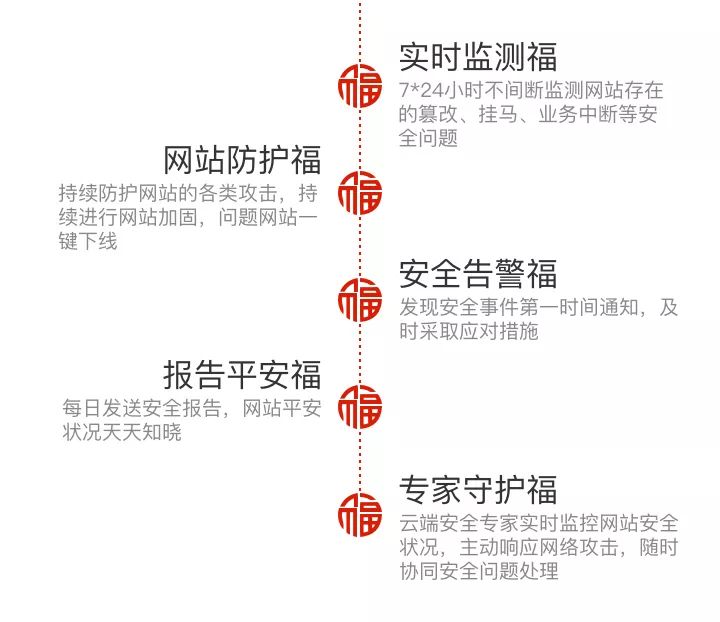 福
实时监测福
7*24小时不间断监测网站存在
的篡改、挂马、业务中断等安
全问题
网站防护福
持续防护网站的各类攻击，持
续进行网站加固，问题网站一
键下线
福
福
安全告警福
发现安全事件第一时间通知，及
时采取应对措施
报告平安福
每日发送安全报告，网站平安
状况天天知晓
福
福
专家守护福
云端安全专家实时监控网站安全
状况，主动响应网络攻击，随时
协同安全问题处理